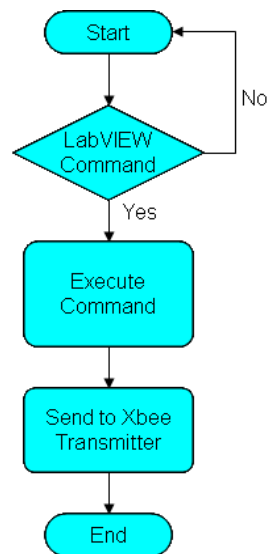 Start
No
LabVIEW
Command
Yes
Execute
Command
Send to Xbee
Transmitter
End